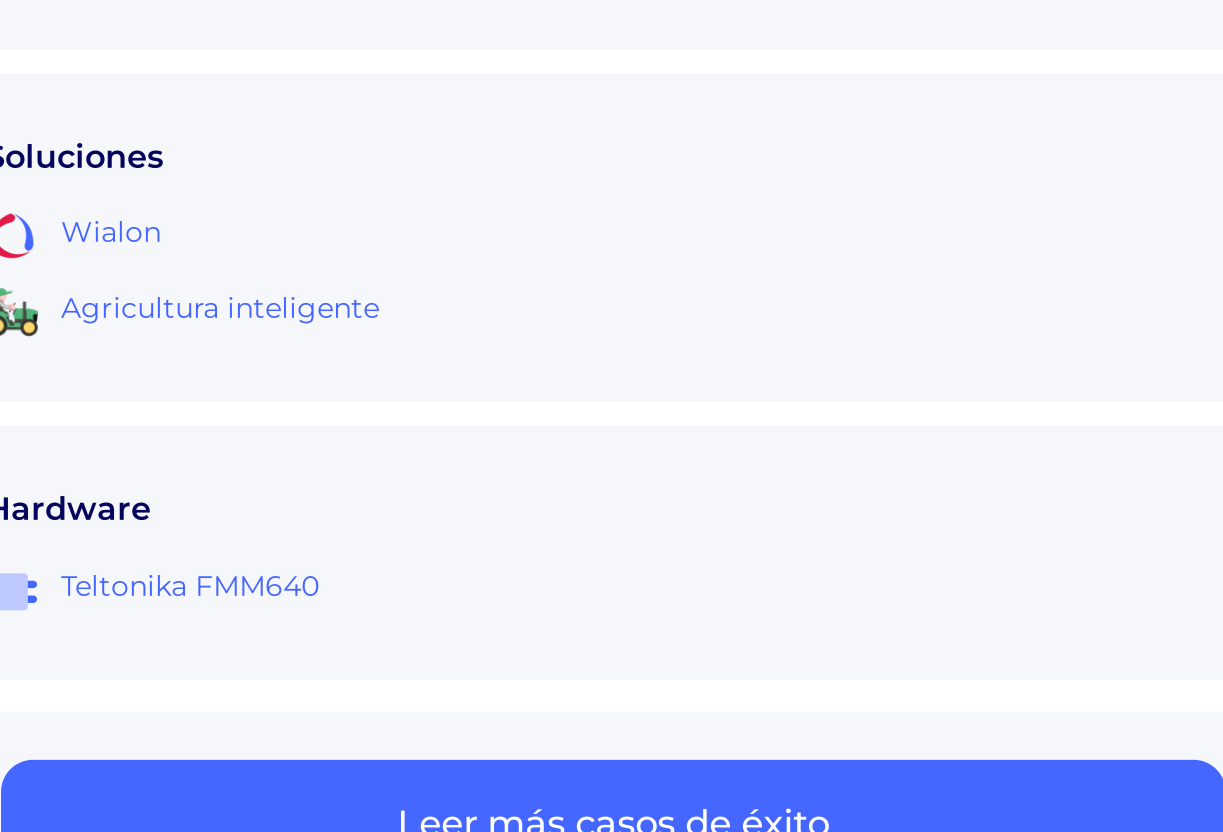 Soluciones
Wialon
Agricultura inteligente
Hardware
Teltonika FMM640
Leer más casos de éxito